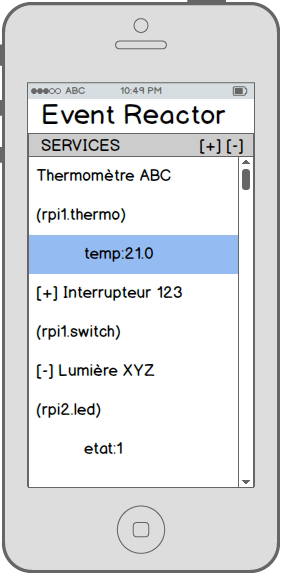 ●●●○○ ABC 10:49 PM
Event Reactor
SERVICES [+] [-]
Thermomètre ABC
(rpi1.thermo)
temp:21.0
[+] Interrupteur 123
(rpi1.switch)
[-] Lumière XYZ
(rpi2.led)
etat:1